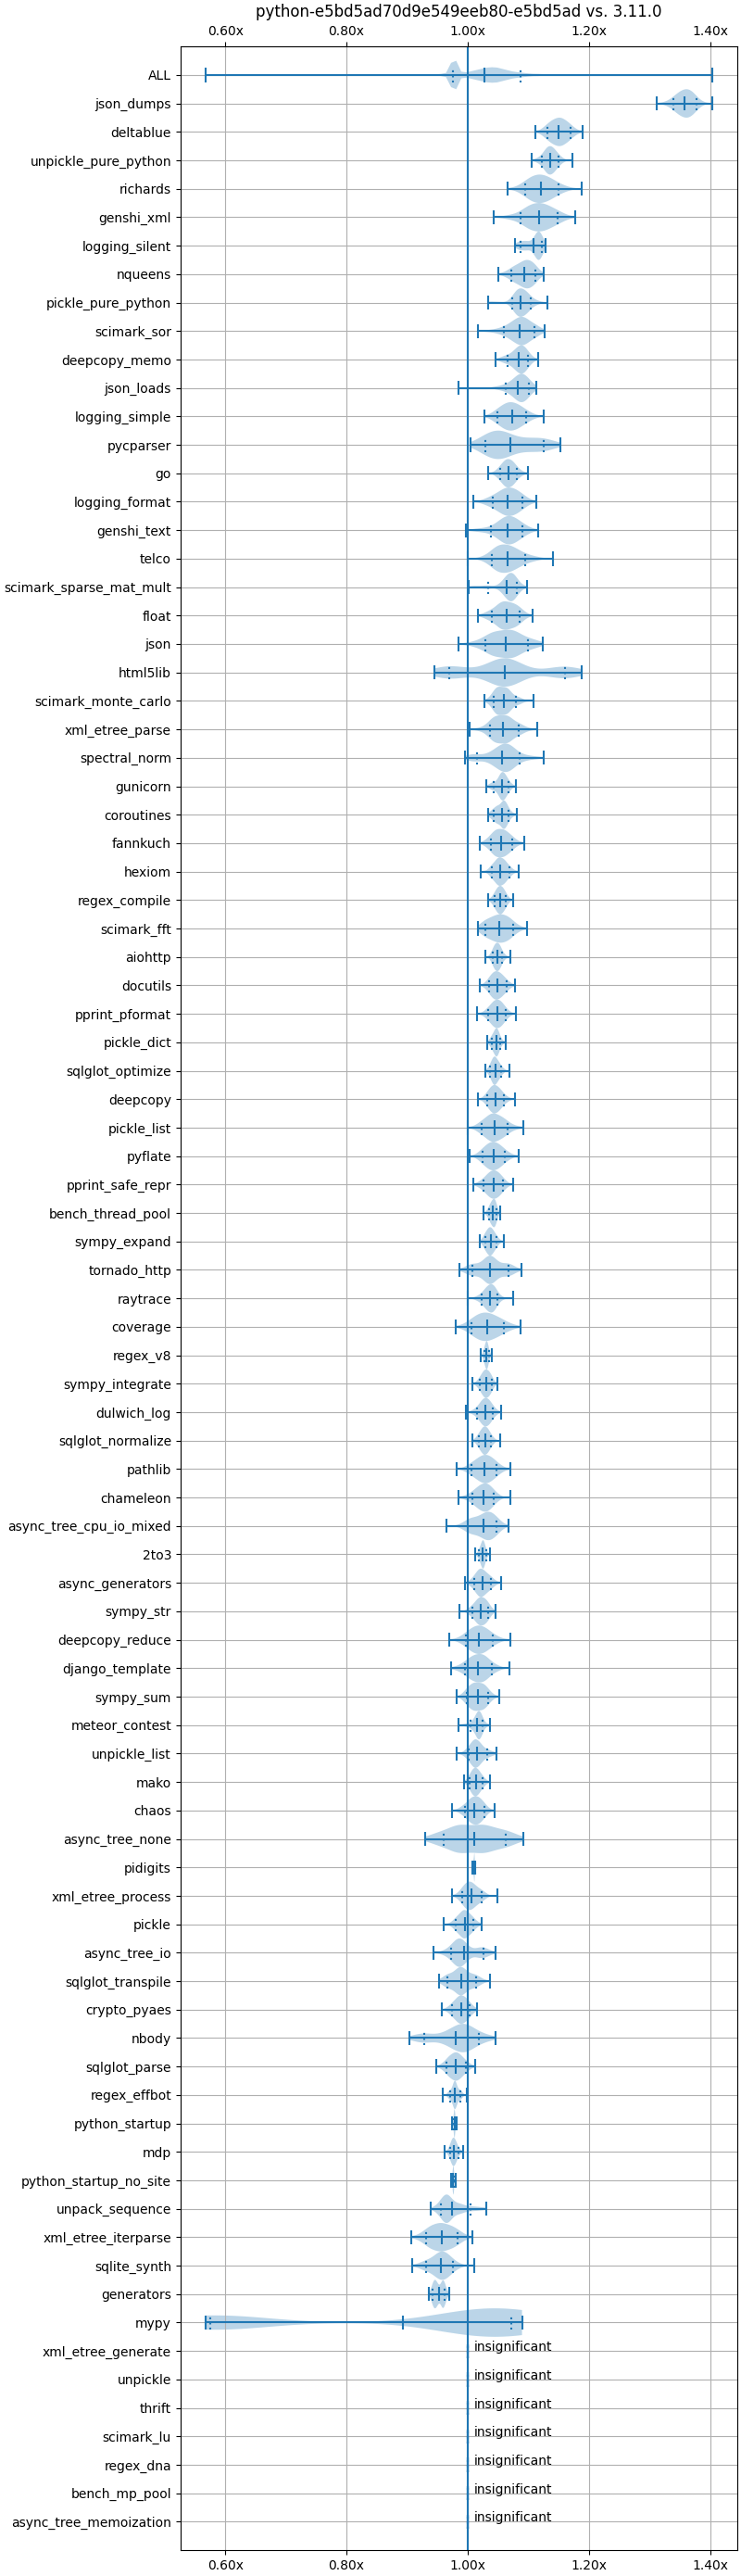 python-e5bd5ad70d9e549eeb80-e5bd5ad vs. 3.11.0
0.60x 0.80x 1.00x 1.20x 1.40x
ALL
json_dumps
deltablue
unpickle_pure_python
richards
genshi_xml
logging_silent
nqueens
pickle_pure_python
scimark_sor
deepcopy_memo
json_loads
logging_simple
pycparser
go
logging_format
genshi_text
telco
scimark_sparse_mat_mult
float
json
html5lib
scimark_monte_carlo
xml_etree_parse
spectral_norm
gunicorn
coroutines
fannkuch
hexiom
regex_compile
scimark_fft
aiohttp
docutils
pprint_pformat
pickle_dict
sqlglot_optimize
deepcopy
pickle_list
pyflate
pprint_safe_repr
bench_thread_pool
sympy_expand
tornado_http
raytrace
coverage
regex_v8
sympy_integrate
dulwich_log
sqlglot_normalize
pathlib
chameleon
async_tree_cpu_io_mixed
2to3
async_generators
sympy_str
deepcopy_reduce
django_template
sympy_sum
meteor_contest
unpickle_list
mako
chaos
async_tree_none
pidigits
xml_etree_process
pickle
async_tree_io
sqlglot_transpile
crypto_pyaes
nbody
sqlglot_parse
regex_effbot
python_startup
mdp
python_startup_no_site
unpack_sequence
xml_etree_iterparse
sqlite_synth
generators
mypy
xml_etree_generate insignificant
unpickle insignificant
thrift insignificant
scimark_lu insignificant
regex_dna insignificant
bench_mp_pool insignificant
async_tree_memoization insignificant
0.60x 0.80x 1.00x 1.20x 1.40x